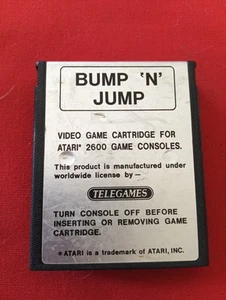 BUMP 'N'
JUMP
VIDEO GAME CARTRIDGE FOR
ATARI* 2600 GAME CONSOLES.
This product is manufactured under
worldwide license by —
TELEGAMES
TURN CONSOLE OFF BEFORE
INSERTING OR REMOVING GAME
CARTRIDGE.
* ATARI is a trademark of ATARI, INC.